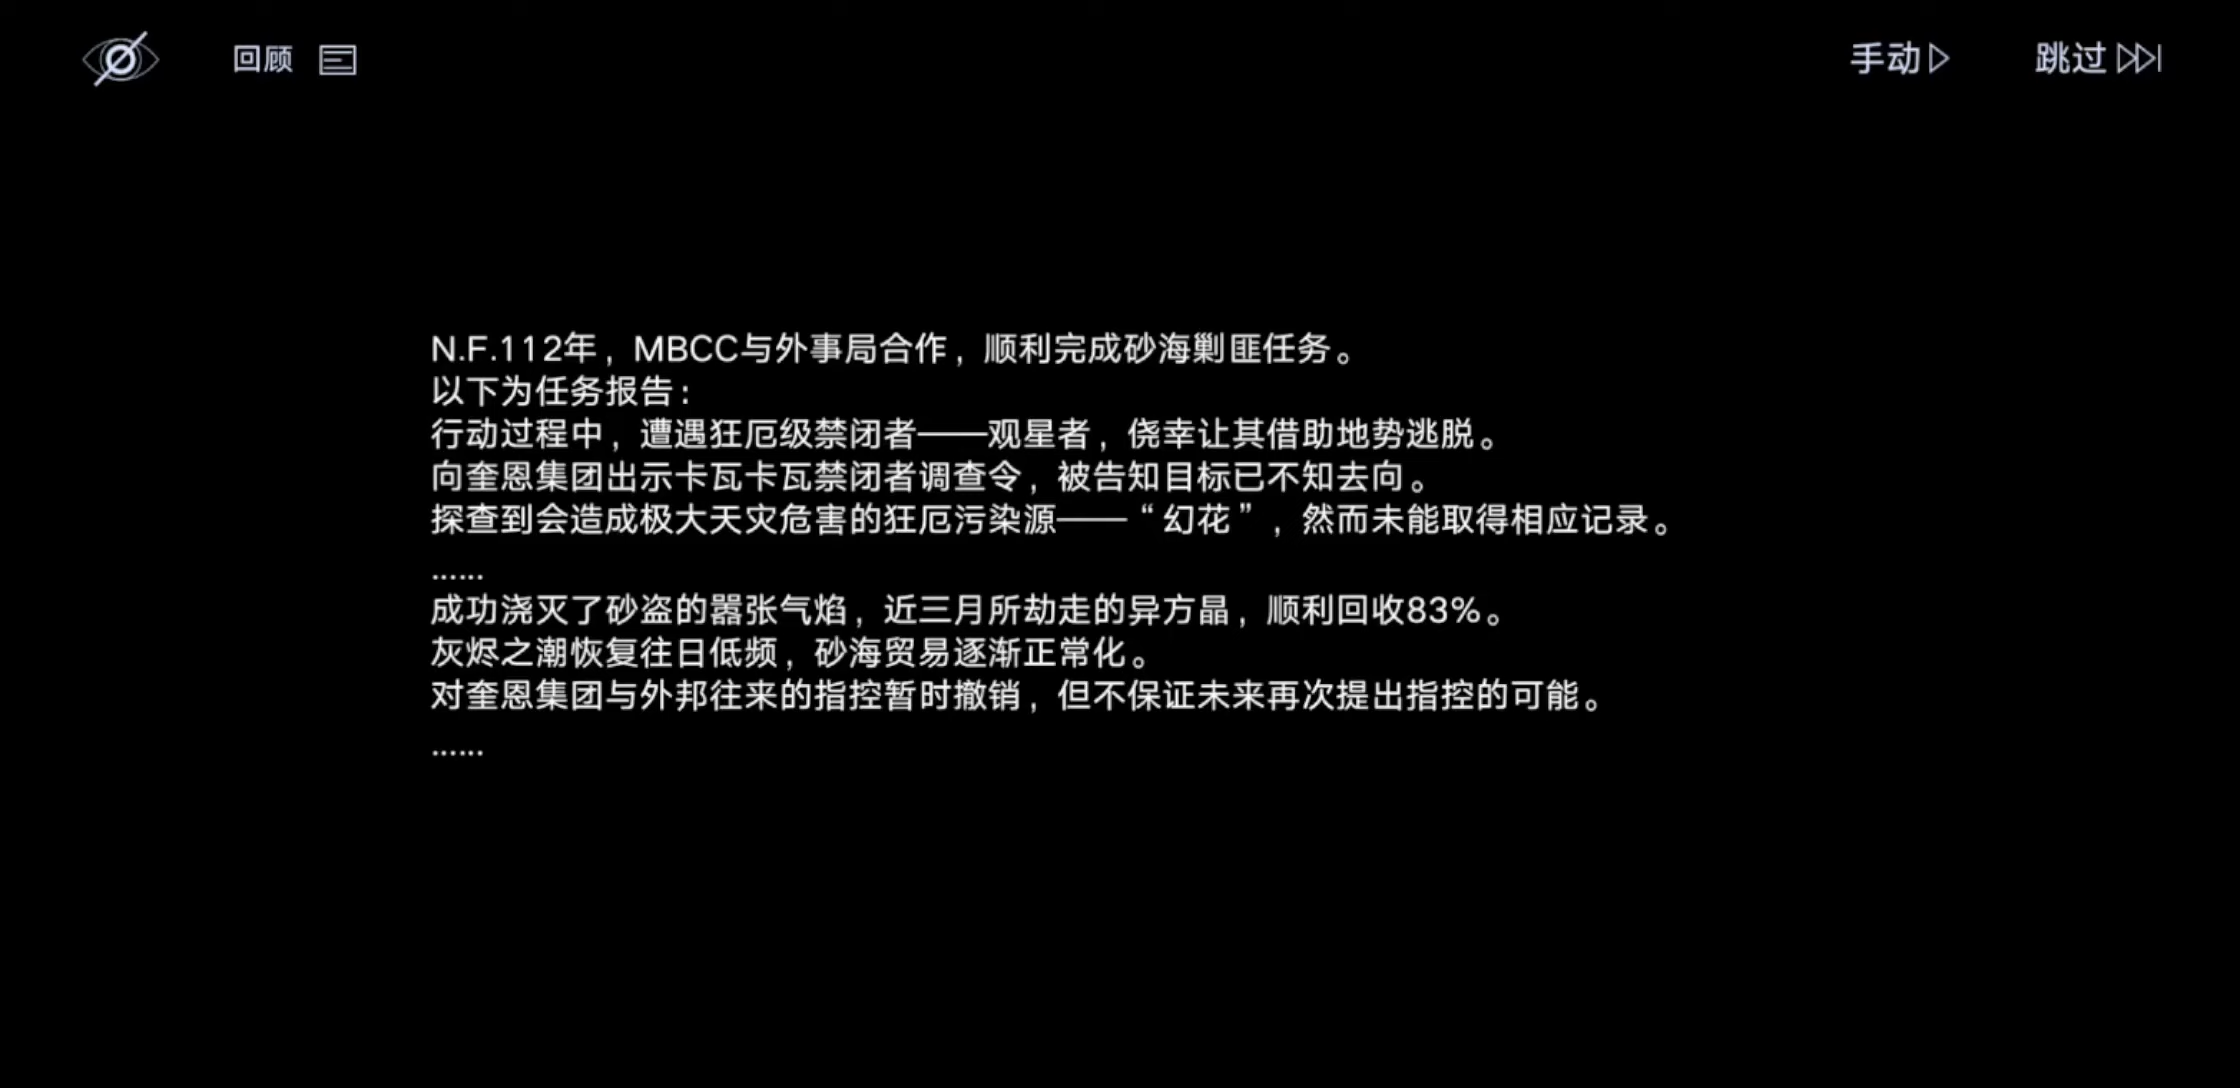 回顾
手动
跳过
N.F.112年，MBCC与外事局合作，顺利完成砂海剿匪任务。
以下为任务报告：
行动过程中，遭遇狂厄级禁闭者——观星者，侥幸让其借助地势逃脱。
向奎恩集团出示卡瓦卡瓦禁闭者调查令，被告知目标已不知去向。
探查到会造成极大天灾危害的狂厄污染源——“幻花”，然而未能取得相应记录。
……
成功浇灭了砂盗的嚣张气焰，近三月所劫走的异方晶，顺利回收83%。
灰烬之潮恢复往日低频，砂海贸易逐渐正常化。
对奎恩集团与外邦往来的指控暂时撤销，但不保证未来再次提出指控的可能。
……